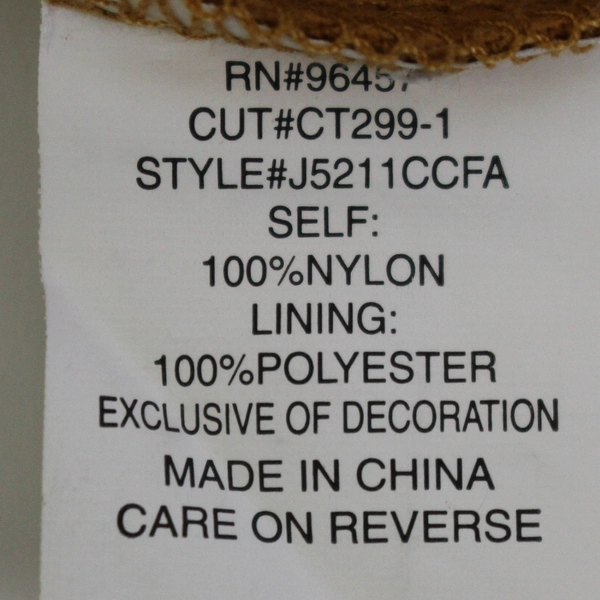 RN#96457
CUT#CT299-1
STYLE#J5211CCFA
SELF:
100%NYLON
LINING:
100%POLYESTER
EXCLUSIVE OF DECORATION
MADE IN CHINA
CARE ON REVERSE